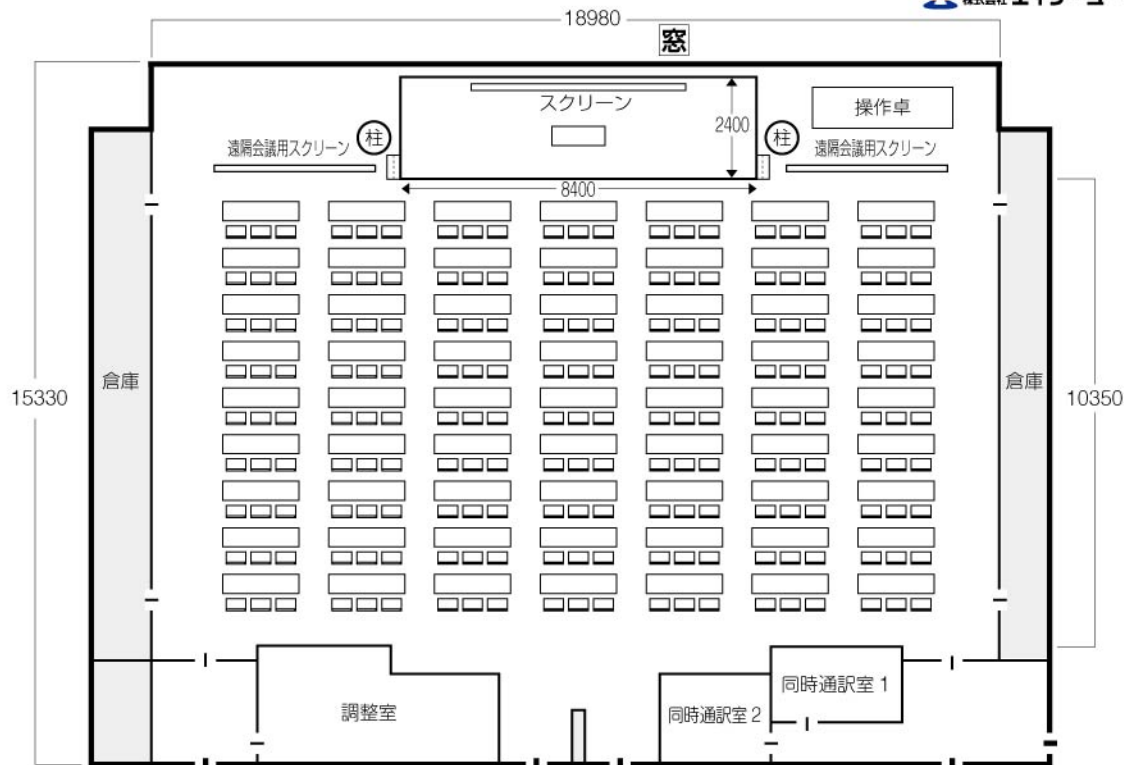 18980
窓
スクリーン
操作卓
2400
柱
柱
遠隔会議用スクリーン
遠隔会議用スクリーン
8400
倉庫
倉庫
15330
10350
調整室
同時通訳室 2
同時通訳室 1